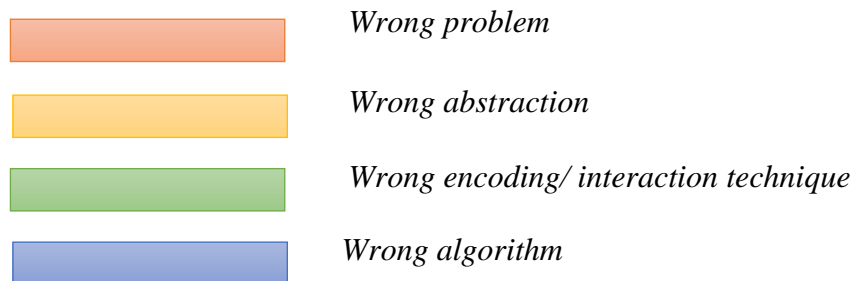 Wrong problem
Wrong abstraction
Wrong encoding/ interaction technique
Wrong algorithm